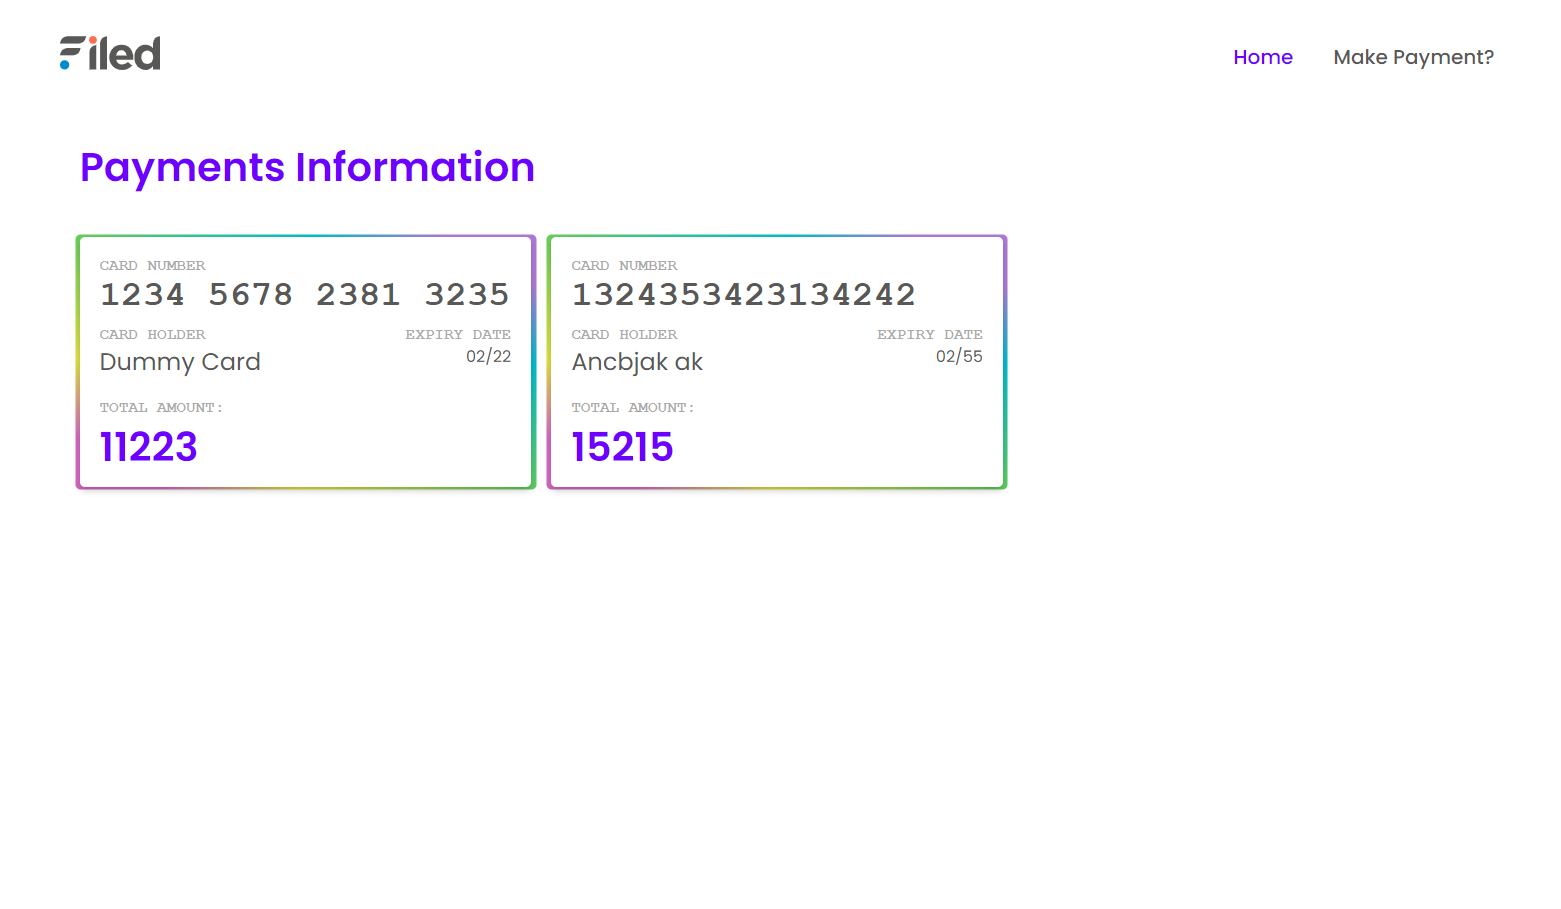 Filed
Home Make Payment?
Payments Information
CARD NUMBER
1234 5678 2381 3235
CARD HOLDER EXPIRY DATE
Dummy Card 02/22
TOTAL AMOUNT:
11223
CARD NUMBER
1324353423134242
CARD HOLDER EXPIRY DATE
Ancbjak ak 02/55
TOTAL AMOUNT:
15215